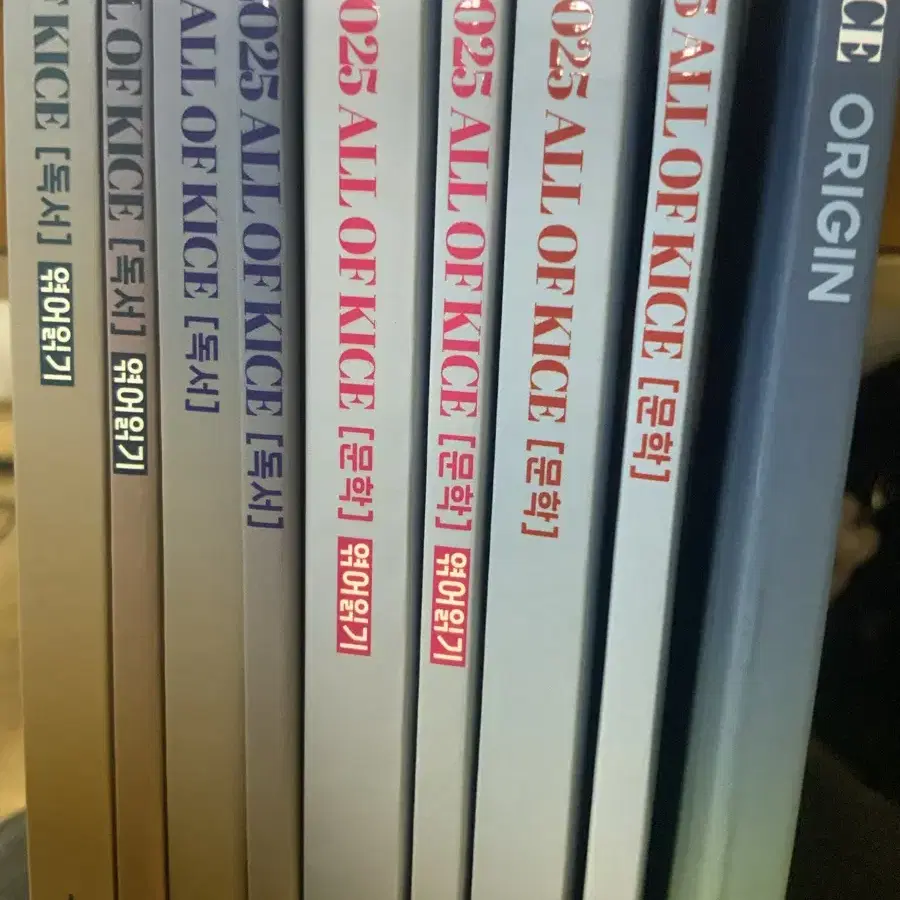 KICE [독서] 엮어읽기
OF KICE [독서] 엮어읽기
ALL OF KICE [독서]
2025 ALL OF KICE [독서]
2025 ALL OF KICE [문학] 엮어읽기
2025 ALL OF KICE [문학] 엮어읽기
2025 ALL OF KICE [문학]
5 ALL OF KICE [문학]
CE ORIGIN